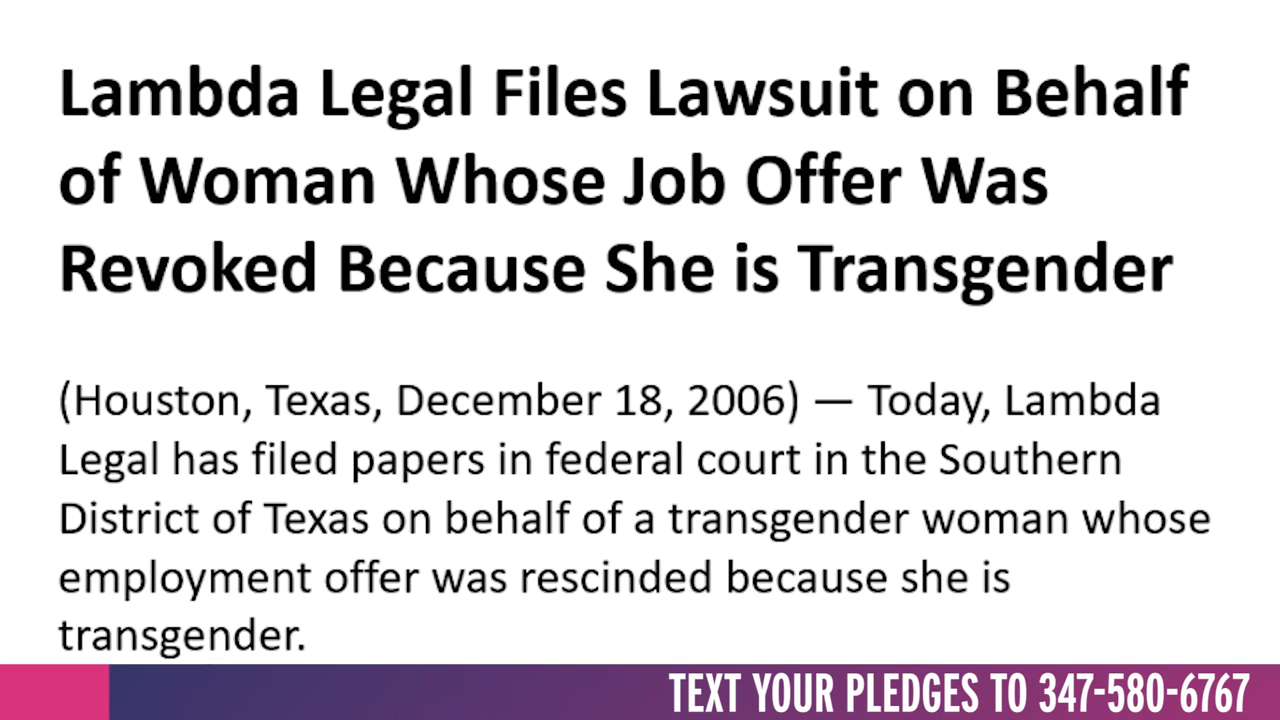 Lambda Legal Files Lawsuit on Behalf
of Woman Whose Job Offer Was
Revoked Because She is Transgender
(Houston, Texas, December 18, 2006) — Today, Lambda
Legal has filed papers in federal court in the Southern
District of Texas on behalf of a transgender woman whose
employment offer was rescinded because she is
transgender.
TEXT YOUR PLEDGES TO 347-580-6767